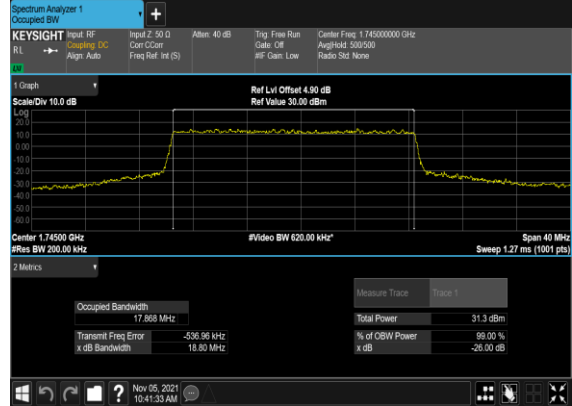 Spectrum Analyzer 1
Occupied BW
+
KEYSIGHT Input: RF Input Z: 50 Ω Atten: 40 dB Trig: Free Run Center Freq: 1.745000000 GHz
RL Coupling: DC Corr CCorr Gate: Off Avg|Hold: 500/500
Align: Auto Freq Ref: Int (S) #IF Gain: Low Radio Std: None
1 Graph
Ref Lvl Offset 4.90 dB
Scale/Div 10.0 dB Ref Value 30.00 dBm
Log
20.0
10.0
0.00
-10.0
-20.0
-30.0
-40.0
-50.0
-60.0
Center 1.74500 GHz #Video BW 620.00 kHz* Span 40 MHz
#Res BW 200.00 kHz Sweep 1.27 ms (1001 pts)
2 Metrics
Measure Trace Trace 1
Occupied Bandwidth
17.868 MHz Total Power 31.3 dBm
Transmit Freq Error -536.96 kHz % of OBW Power 99.00 %
x dB Bandwidth 18.80 MHz x dB -26.00 dB
? Nov 05, 2021
10:41:33 AM